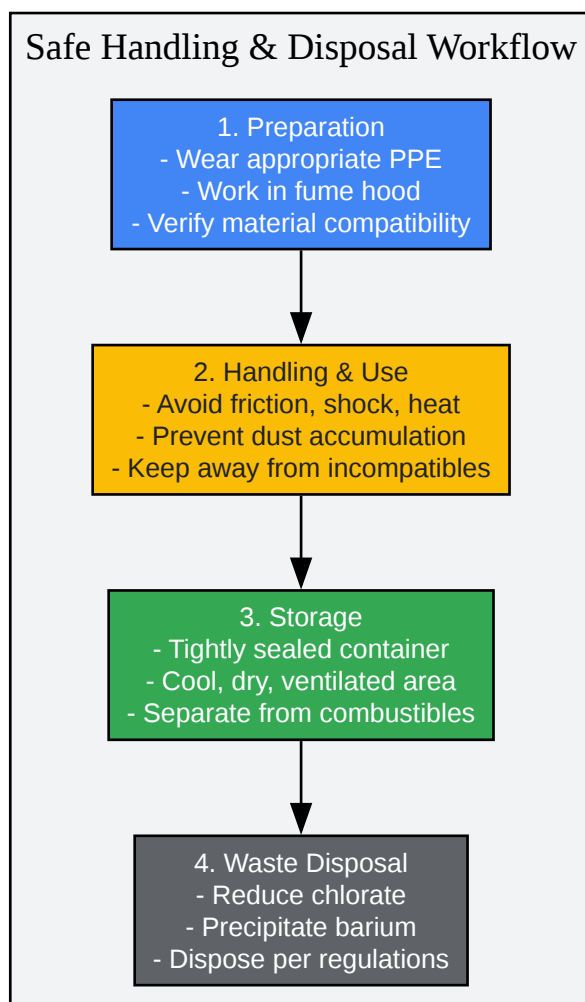 Safe Handling & Disposal Workflow
1. Preparation
- Wear appropriate PPE
- Work in fume hood
- Verify material compatibility
2. Handling & Use
- Avoid friction, shock, heat
- Prevent dust accumulation
- Keep away from incompatibles
3. Storage
- Tightly sealed container
- Cool, dry, ventilated area
- Separate from combustibles
4. Waste Disposal
- Reduce chlorate
- Precipitate barium
- Dispose per regulations